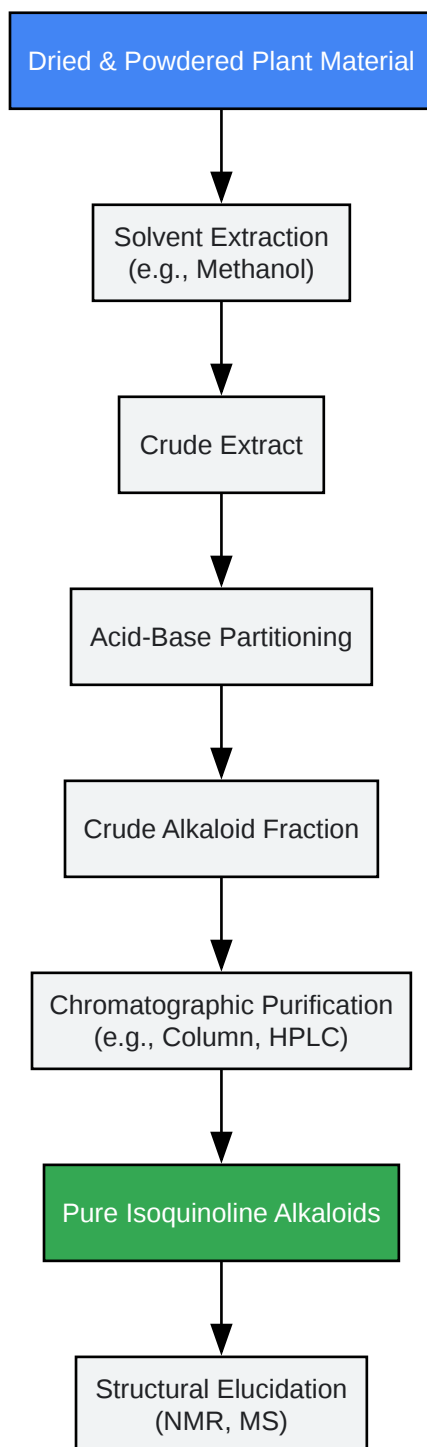 Dried & Powdered Plant Material
Solvent Extraction
(e.g., Methanol)
Crude Extract
Acid-Base Partitioning
Crude Alkaloid Fraction
Chromatographic Purification
(e.g., Column, HPLC)
Pure Isoquinoline Alkaloids
Structural Elucidation
(NMR, MS)